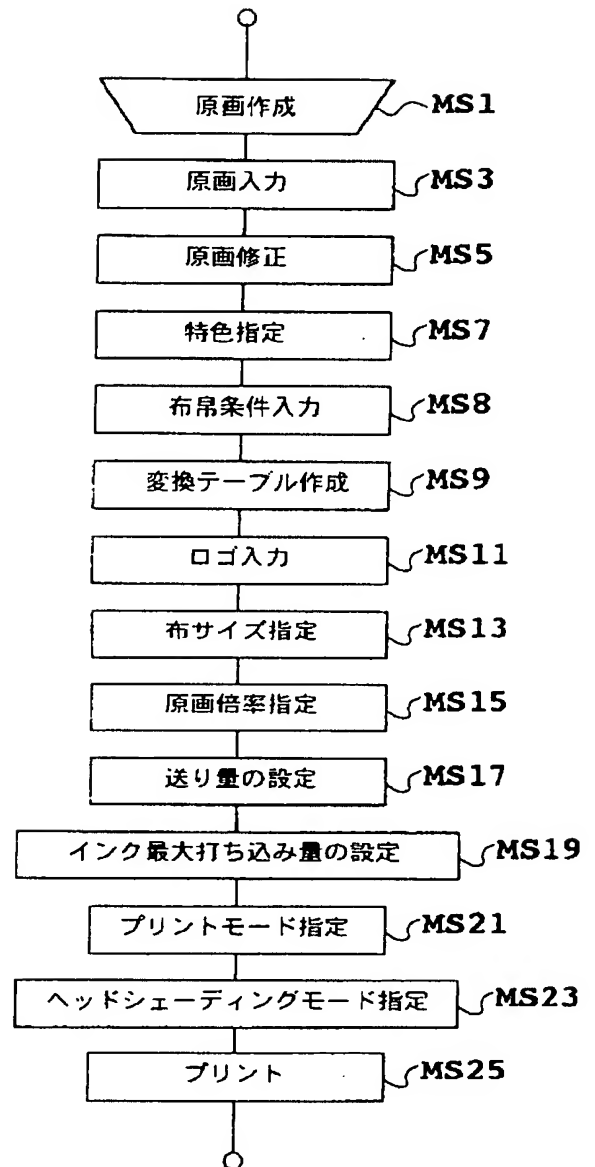 原画作成 MS1
原画入力 MS3
原画修正 MS5
特色指定 MS7
布帛条件入力 MS8
変換テーブル作成 MS9
ロゴ入力 MS11
布サイズ指定 MS13
原画倍率指定 MS15
送り量の設定 MS17
インク最大打ち込み量の設定 MS19
プリントモード指定 MS21
ヘッドシェーディングモード指定 MS23
プリント MS25